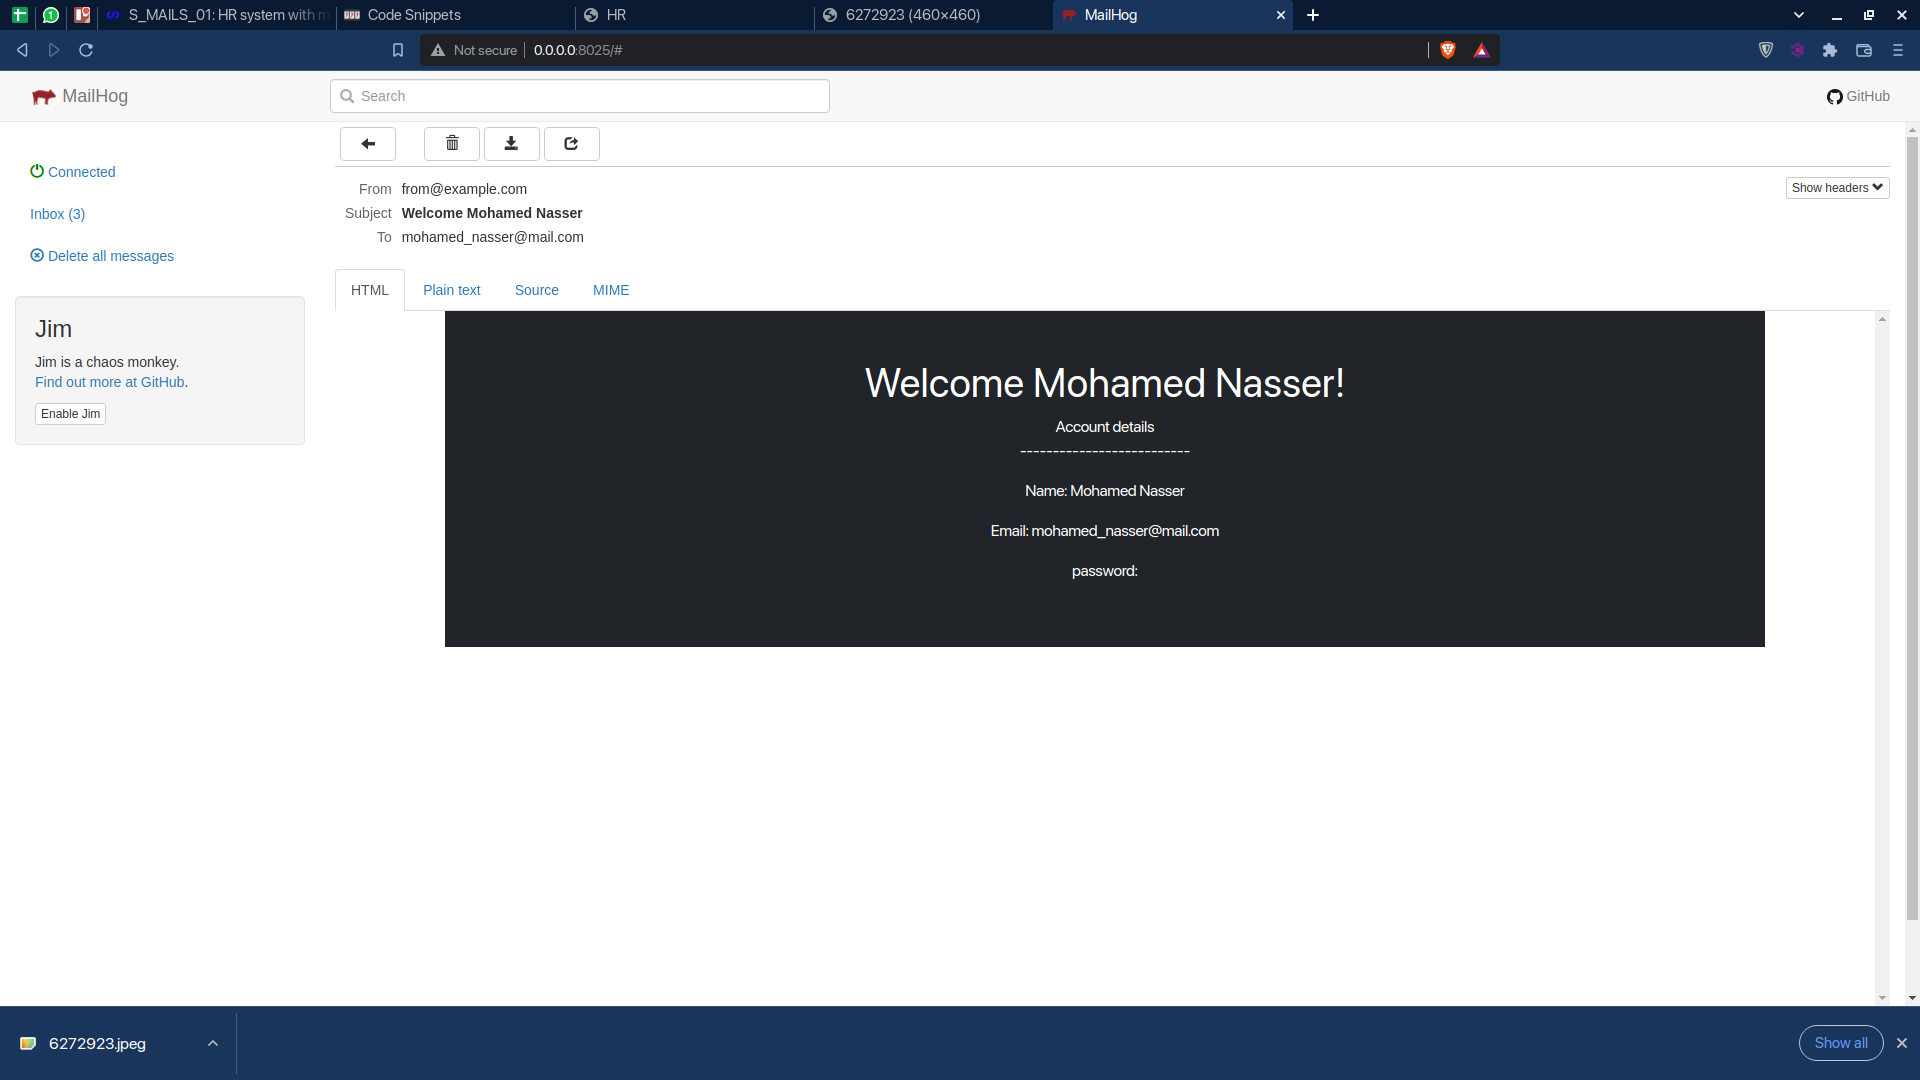 S_MAILS_01: HR system with m
Code Snippets
HR
6272923 (460×460)
MailHog
Not secure
0.0.0.0:8025/#
MailHog
Search
GitHub
Connected
Inbox (3)
Delete all messages
Jim
Jim is a chaos monkey.
Find out more at GitHub.
Enable Jim
From from@example.com
Show headers
Subject Welcome Mohamed Nasser
To mohamed_nasser@mail.com
HTML Plain text Source MIME
Welcome Mohamed Nasser!
Account details
--------------------------
Name: Mohamed Nasser
Email: mohamed_nasser@mail.com
password:
6272923.jpeg
Show all